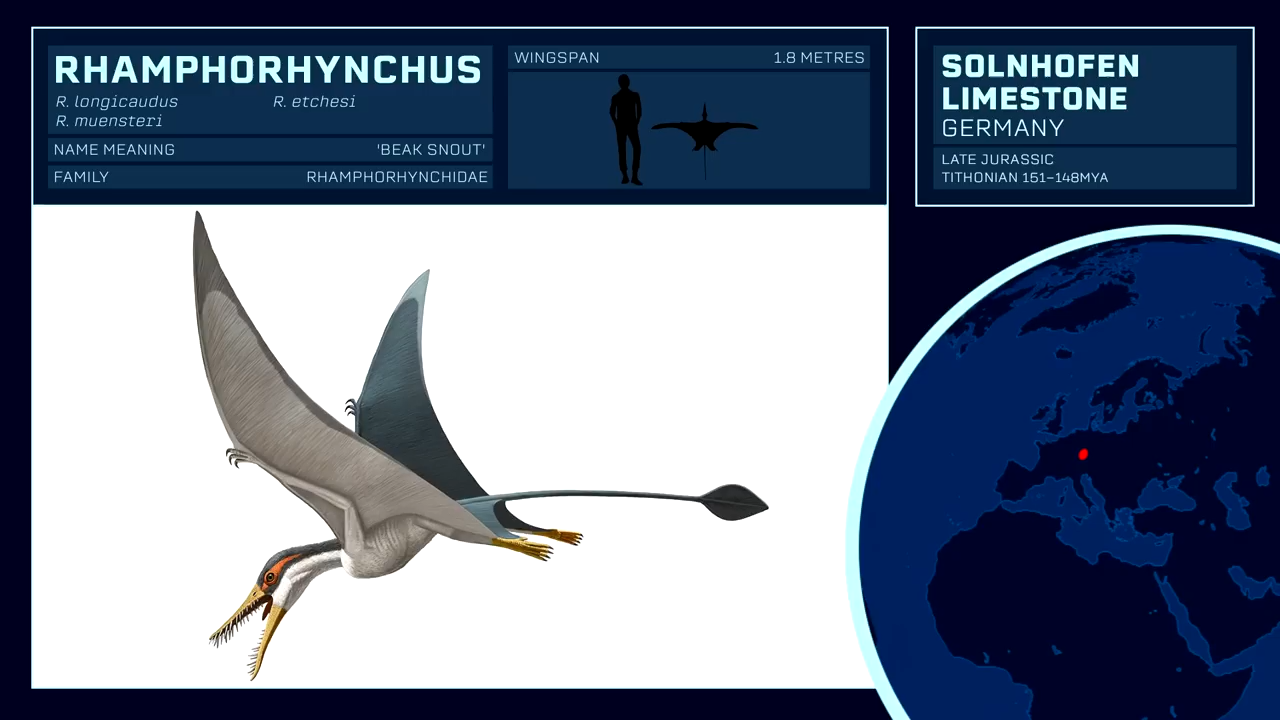 RHAMPHORHYNCHUS
R. longicaudus R. etchesi
R. muensteri
NAME MEANING 'BEAK SNOUT'
FAMILY RHAMPHORHYNCHIDAE
WINGSPAN 1.8 METRES
SOLNHOFEN
LIMESTONE
GERMANY
LATE JURASSIC
TITHONIAN 151–148MYA